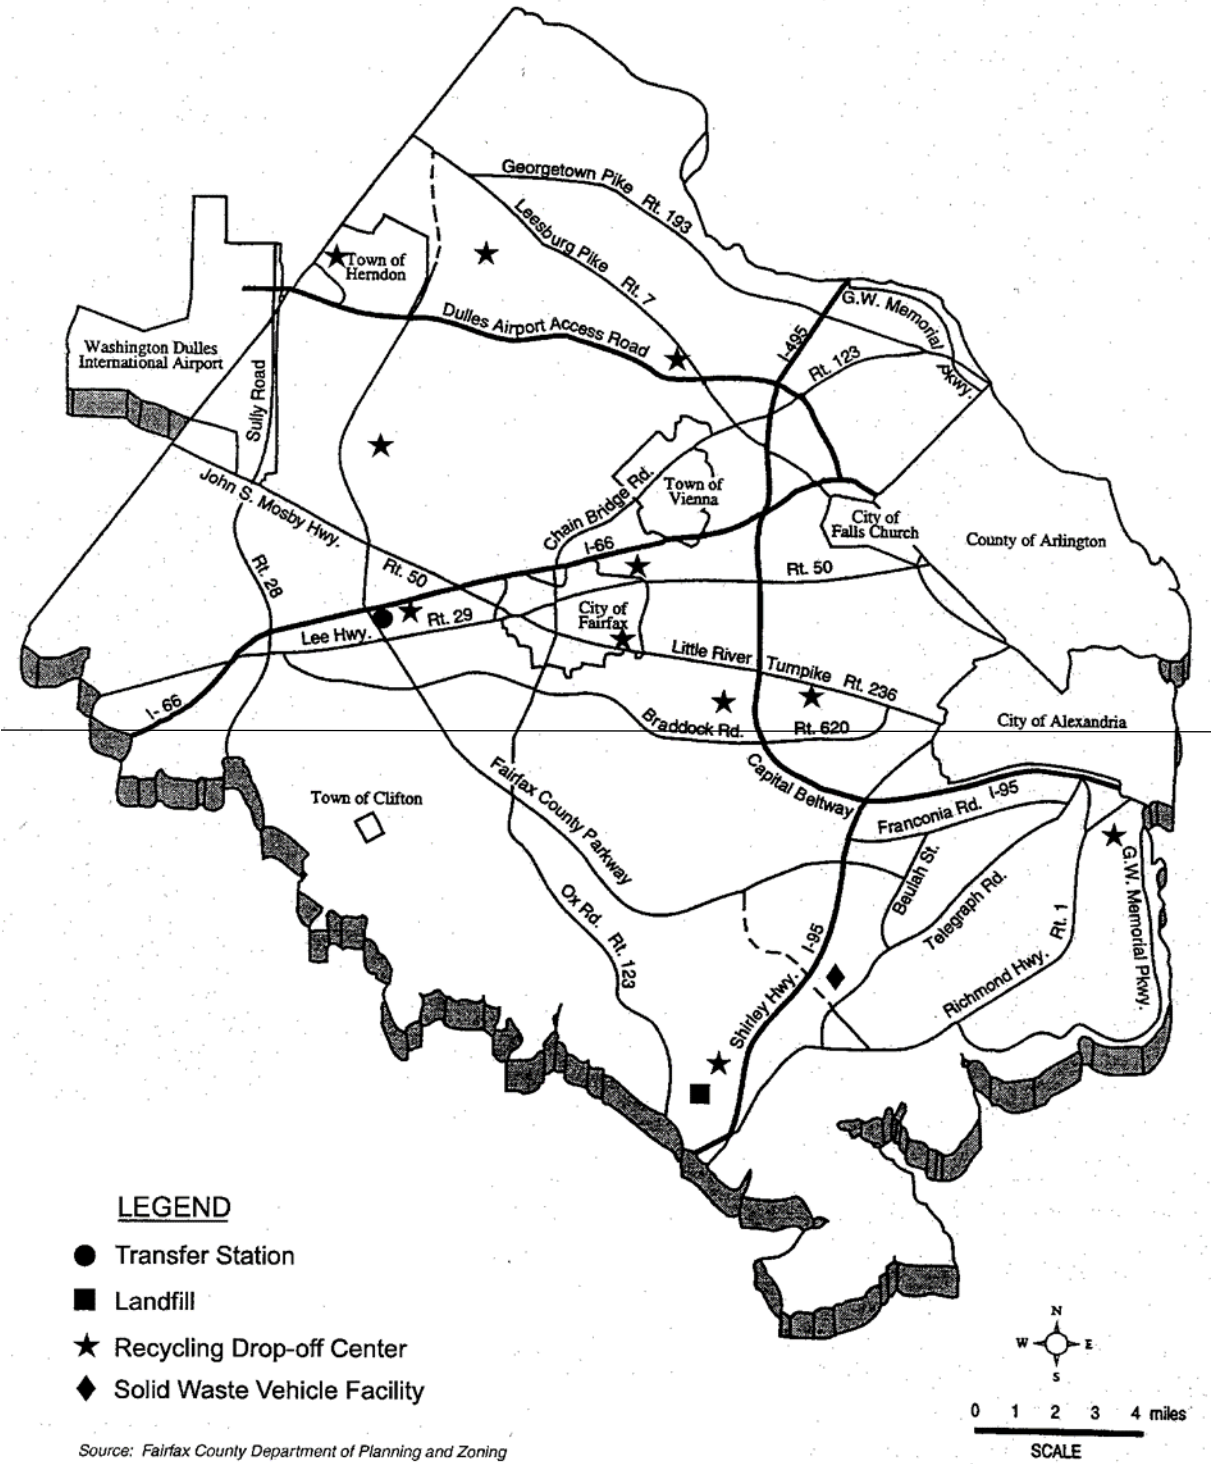 Georgetown Pike Rt. 193
Leesburg Pike Rt. 7
Town of
Herndon
G.W. Memorial Pkwy.
Dulles Airport Access Road
I-495
Rt. 123
Washington Dulles
International Airport
Sully Road
John S. Mosby Hwy.
Rt. 50
Chain Bridge Rd.
Town of
Vienna
City of
Falls Church
County of Arlington
I-66
Rt. 50
Rt. 28
Lee Hwy.
Rt. 29
City of
Fairfax
Little River Turnpike Rt. 236
I-66
Braddock Rd.
Rt. 620
City of Alexandria
Capital Beltway
Town of Clifton
Fairfax County Parkway
Franconia Rd.
I-95
Beulah St.
Telegraph Rd.
Rt. 1
G.W. Memorial Pkwy.
Ox Rd. Rt. 123
I-95
Shirley Hwy.
Richmond Hwy.
LEGEND
Transfer Station
Landfill
Recycling Drop-off Center
Solid Waste Vehicle Facility
N
W E
S
0 1 2 3 4 miles
SCALE
Source: Fairfax County Department of Planning and Zoning